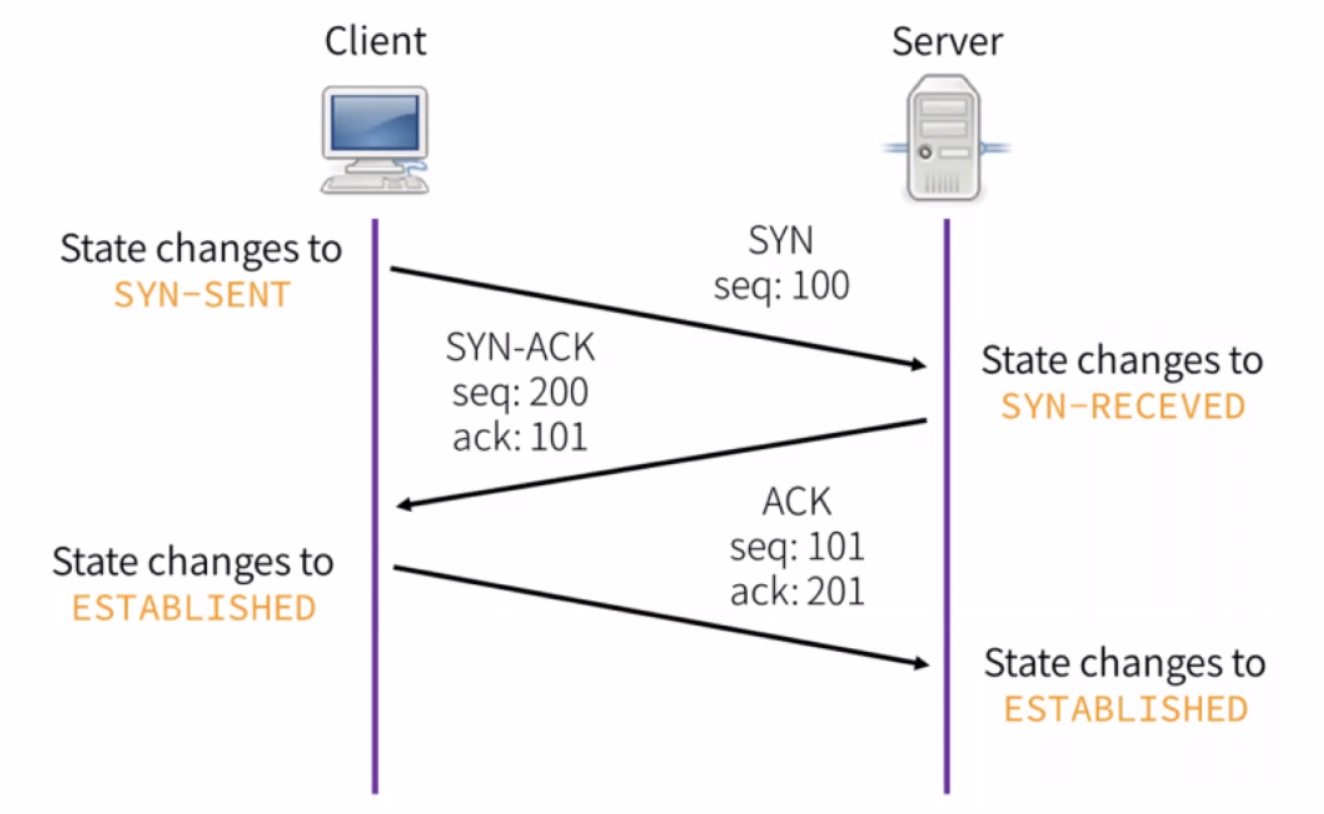 Client
Server
State changes to
SYN-SENT
SYN
seq: 100
SYN-ACK
seq: 200
ack: 101
State changes to
SYN-RECEVED
ACK
seq: 101
ack: 201
State changes to
ESTABLISHED
State changes to
ESTABLISHED